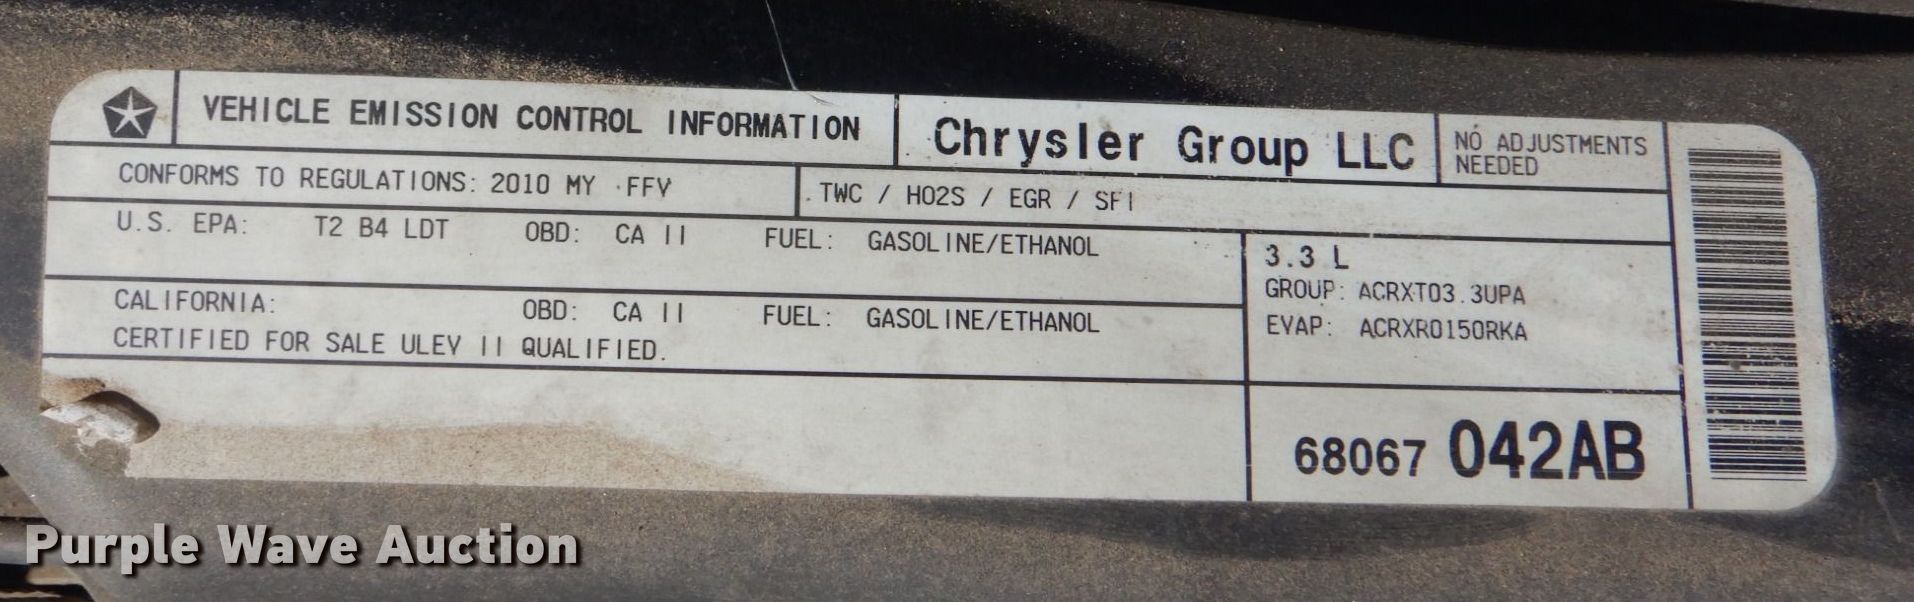 VEHICLE EMISSION CONTROL INFORMATION
Chrysler Group LLC
NO ADJUSTMENTS
NEEDED
CONFORMS TO REGULATIONS: 2010 MY FFV
TWC / HO2S / EGR / SFI
U.S. EPA: T2 B4 LDT OBD: CA II FUEL: GASOLINE/ETHANOL
CALIFORNIA: OBD: CA II FUEL: GASOLINE/ETHANOL
CERTIFIED FOR SALE ULEV II QUALIFIED.
3.3 L
GROUP: ACRXT03.3UPA
EVAP: ACRXR0150RKA
68067 042AB
Purple Wave Auction